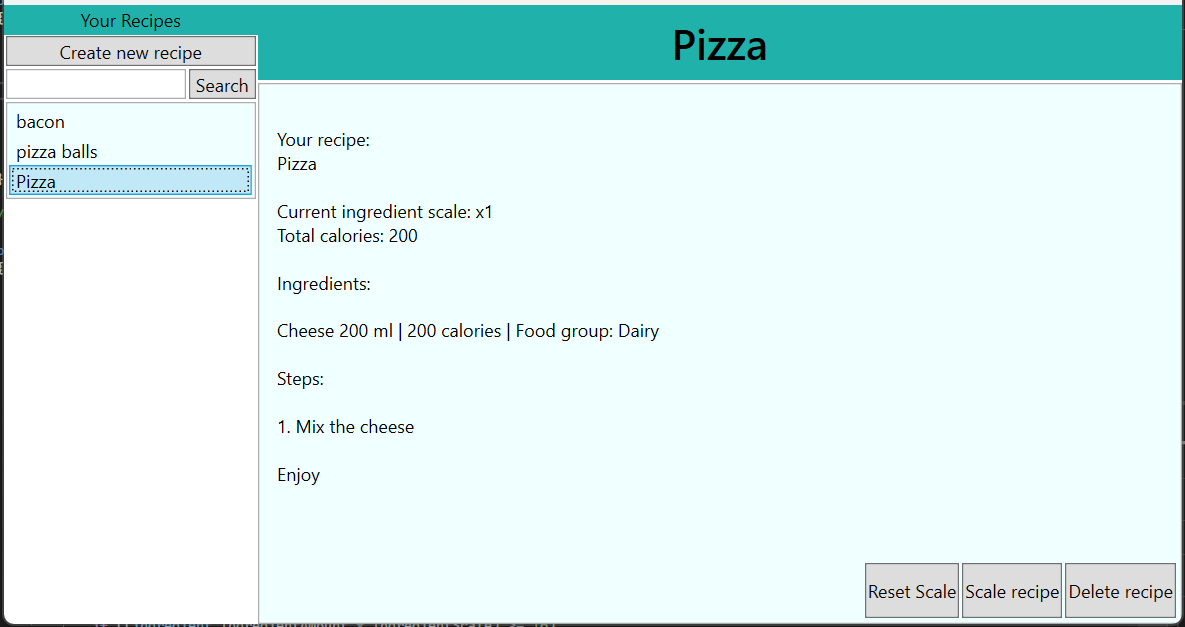 Your Recipes
Create new recipe
Search
bacon
pizza balls
Pizza
Pizza
Your recipe:
Pizza
Current ingredient scale: x1
Total calories: 200
Ingredients:
Cheese 200 ml | 200 calories | Food group: Dairy
Steps:
1. Mix the cheese
Enjoy
Reset Scale
Scale recipe
Delete recipe